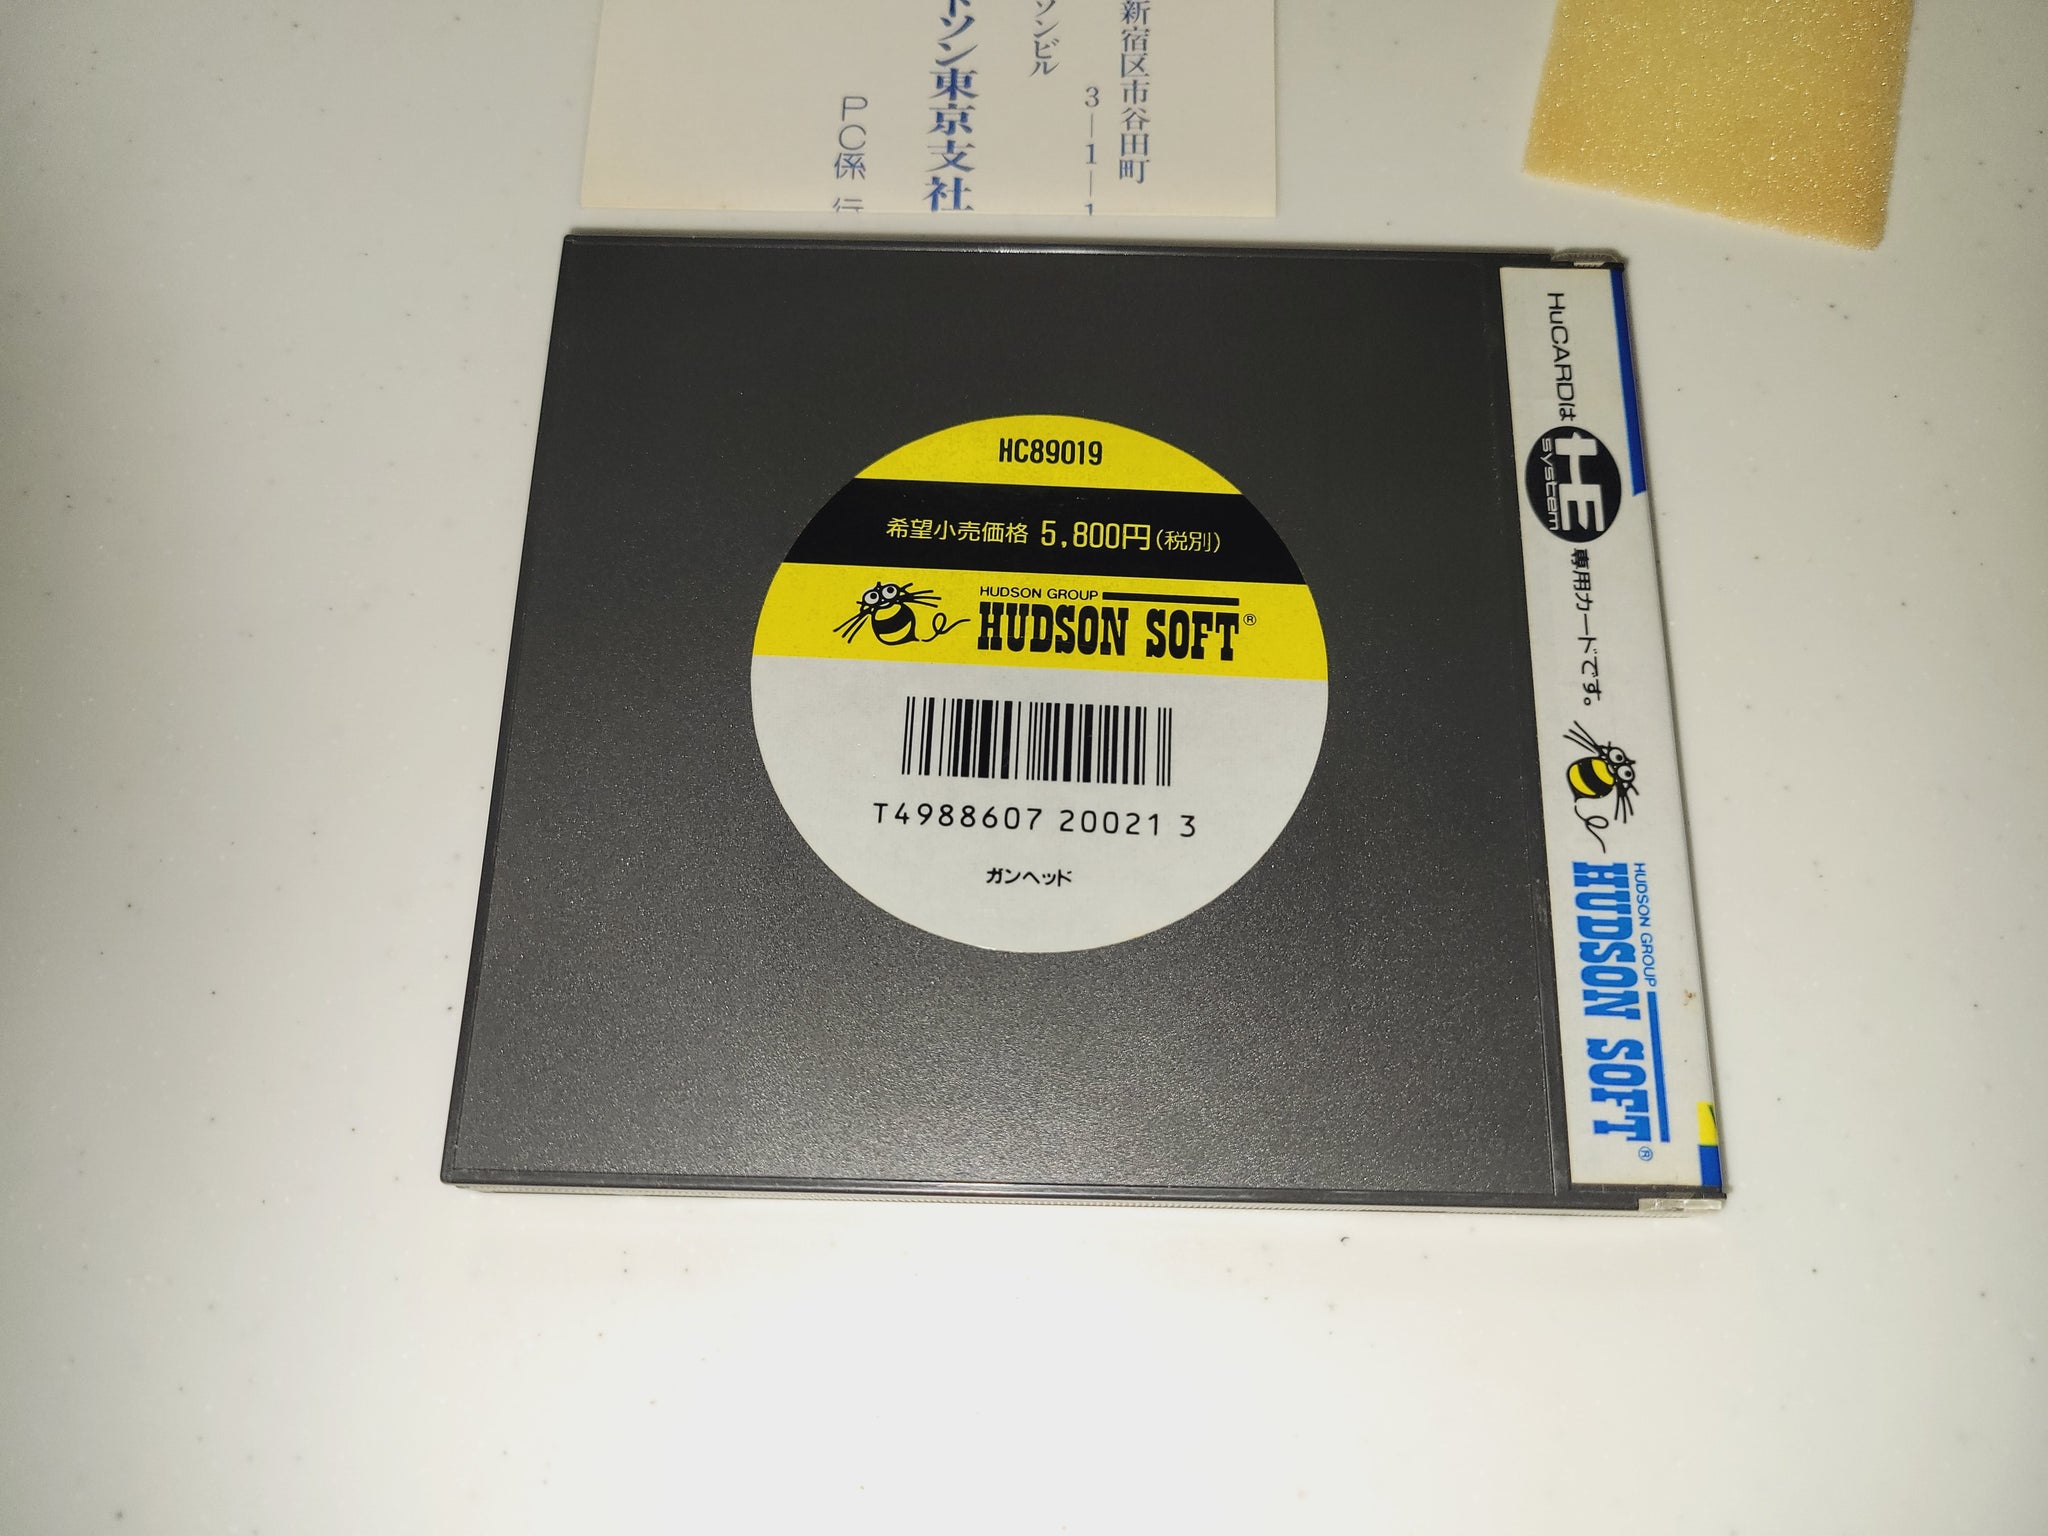 新宿区市谷田町
3-1-1
ソンビル
ドソン東京支社
PC係 行
HC89019
希望小売価格 5,800円(税別)
HUDSON GROUP
HUDSON SOFT®
T4988607 20021 3
ガンヘッド
HuCARDは HE system 専用カードです。
HUDSON GROUP
HUDSON SOFT®